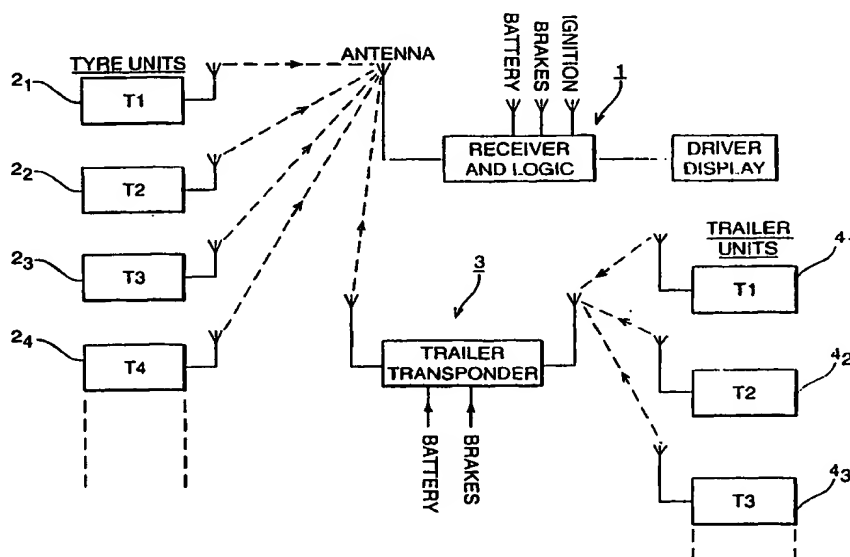 TYRE UNITS
2₁
T1
2₂
T2
2₃
T3
2₄
T4
ANTENNA
BATTERY
BRAKES
IGNITION
1
RECEIVER
AND LOGIC
DRIVER
DISPLAY
3
TRAILER
TRANSPONDER
BATTERY
BRAKES
TRAILER
UNITS
4₁
T1
4₂
T2
4₃
T3